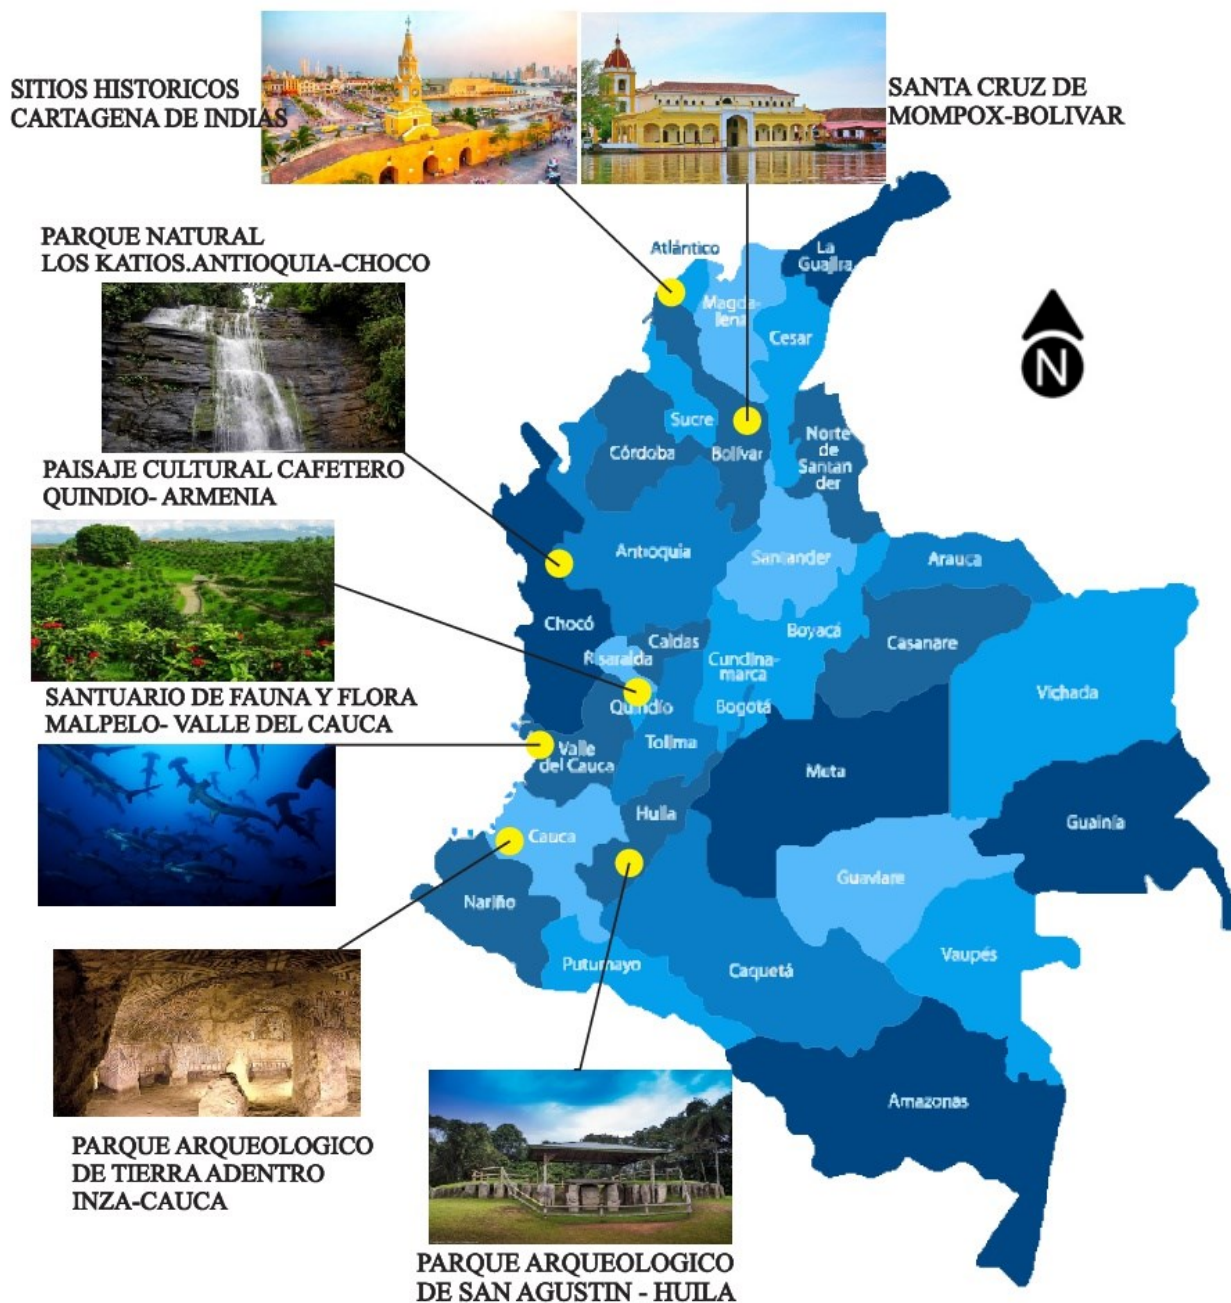 SITIOS HISTORICOS
CARTAGENA DE INDIAS
SANTA CRUZ DE
MOMPOX-BOLIVAR
PARQUE NATURAL
LOS KATIOS.ANTIOQUIA-CHOCO
PAISAJE CULTURAL CAFETERO
QUINDIO- ARMENIA
SANTUARIO DE FAUNA Y FLORA
MALPELO- VALLE DEL CAUCA
PARQUE ARQUEOLOGICO
DE TIERRA ADENTRO
INZA-CAUCA
PARQUE ARQUEOLOGICO
DE SAN AGUSTIN - HUILA
N
Atlántico
La
Guajira
Magda-
lena
Cesar
Sucre
Córdoba
Bolívar
Norte
de
Santan
der
Antioquia
Santander
Arauca
Chocó
Caldas
Boyacá
Casanare
Risaralda
Cundina-
marca
Vichada
Quindío
Bogotá
Tolima
Valle
del Cauca
Meta
Huila
Guainía
Cauca
Guaviare
Nariño
Vaupés
Putumayo
Caquetá
Amazonas